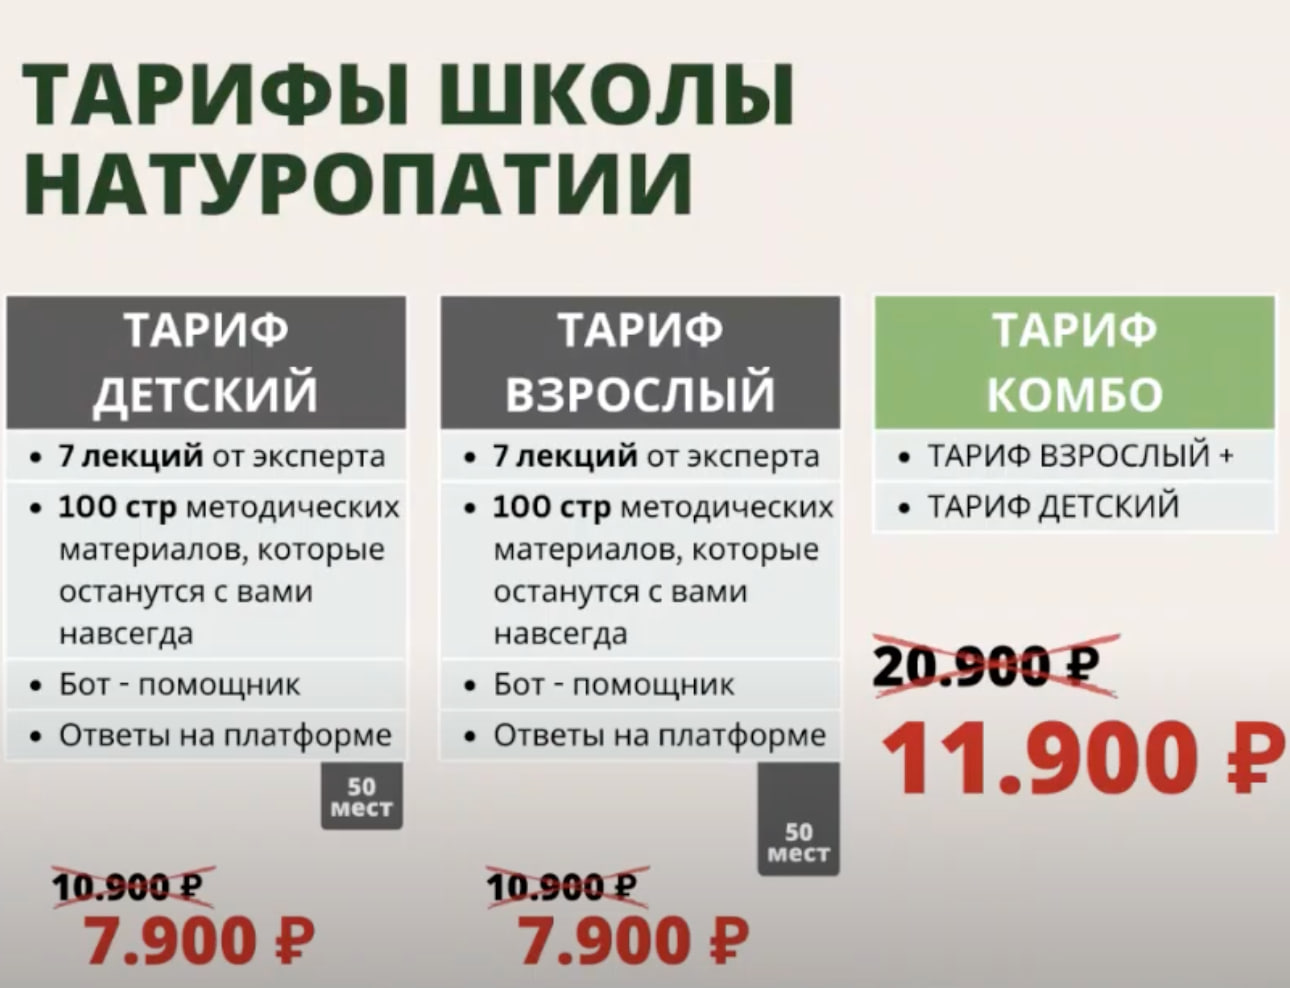 ТАРИФЫ ШКОЛЫ
НАТУРОПАТИИ
ТАРИФ
ДЕТСКИЙ
• 7 лекций от эксперта
• 100 стр методических
материалов, которые
останутся с вами
навсегда
• Бот - помощник
• Ответы на платформе
50
мест
10.900 ₽
7.900 ₽
ТАРИФ
ВЗРОСЛЫЙ
• 7 лекций от эксперта
• 100 стр методических
материалов, которые
останутся с вами
навсегда
• Бот - помощник
• Ответы на платформе
50
мест
10.900 ₽
7.900 ₽
ТАРИФ
КОМБО
• ТАРИФ ВЗРОСЛЫЙ +
• ТАРИФ ДЕТСКИЙ
20.900 ₽
11.900 ₽